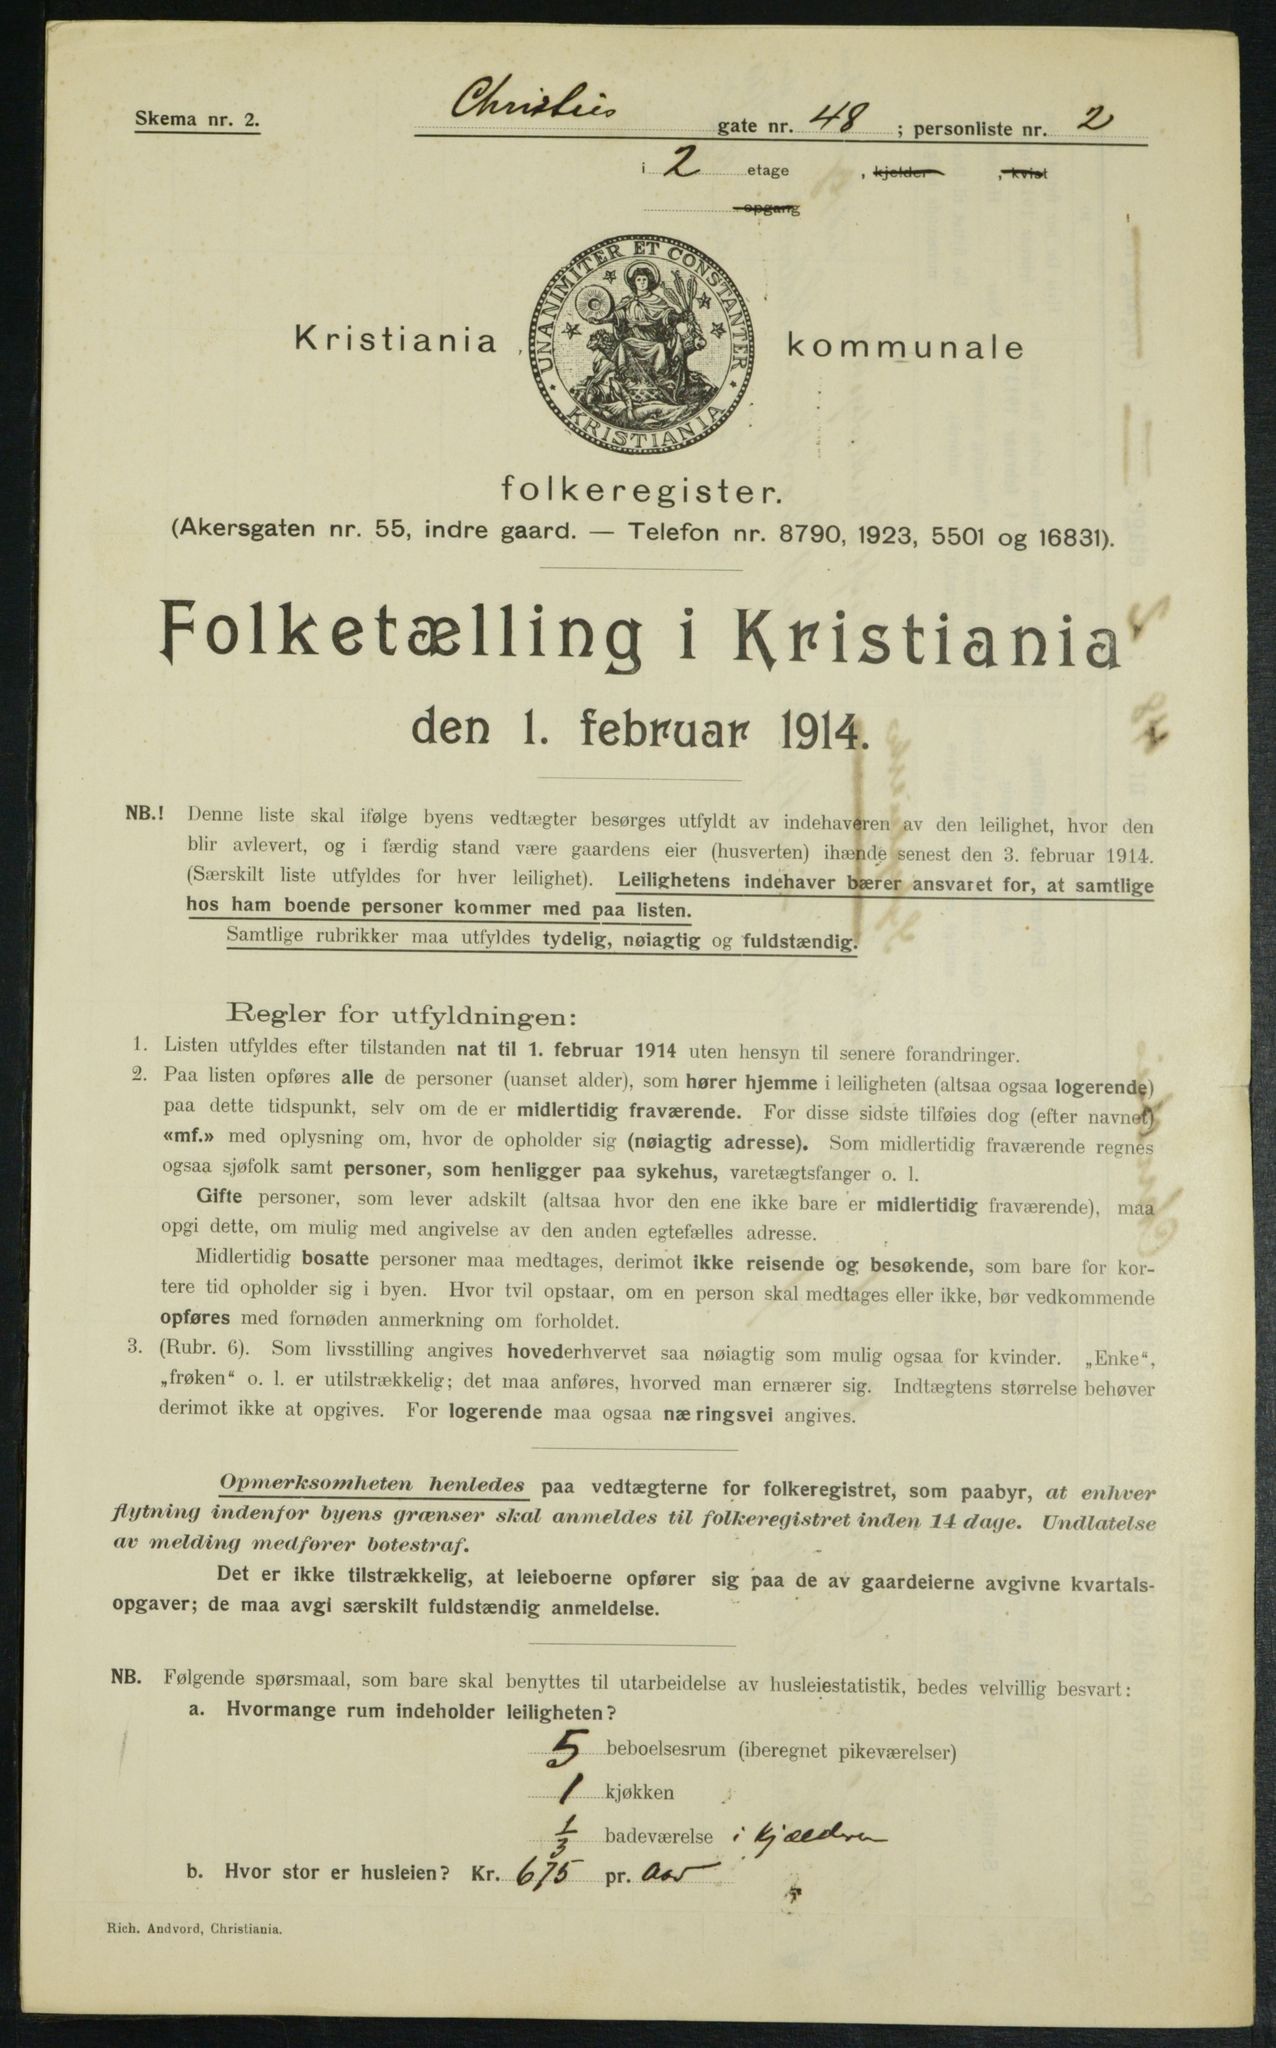 Skema nr. 2.
Christies gate nr. 48 ; personliste nr. 2
i 2 etage , kjelder , kvist
opgang
UNANIMITER ET CONSTANTER
KRISTIANIA
Kristiania kommunale
folkeregister.
(Akersgaten nr. 55, indre gaard. — Telefon nr. 8790, 1923, 5501 og 16831).
Folketælling i Kristiania
den 1. februar 1914.
NB.! Denne liste skal ifølge byens vedtægter besørges utfyldt av indehaveren av den leilighet, hvor den
blir avlevert, og i færdig stand være gaardens eier (husverten) ihænde senest den 3. februar 1914.
(Særskilt liste utfyldes for hver leilighet). Leilighetens indehaver bærer ansvaret for, at samtlige
hos ham boende personer kommer med paa listen.
Samtlige rubrikker maa utfyldes tydelig, nøiagtig og fuldstændig.
Regler for utfyldningen:
1. Listen utfyldes efter tilstanden nat til 1. februar 1914 uten hensyn til senere forandringer.
2. Paa listen opføres alle de personer (uanset alder), som hører hjemme i leiligheten (altsaa ogsaa logerende)
paa dette tidspunkt, selv om de er midlertidig fraværende. For disse sidste tilføies dog (efter navnet)
«mf.» med oplysning om, hvor de opholder sig (nøiagtig adresse). Som midlertidig fraværende regnes
ogsaa sjøfolk samt personer, som henligger paa sykehus, varetægtsfanger o. l.
Gifte personer, som lever adskilt (altsaa hvor den ene ikke bare er midlertidig fraværende), maa
opgi dette, om mulig med angivelse av den anden egtefælles adresse.
Midlertidig bosatte personer maa medtages, derimot ikke reisende og besøkende, som bare for kor-
tere tid opholder sig i byen. Hvor tvil opstaar, om en person skal medtages eller ikke, bør vedkommende
opføres med fornøden anmerkning om forholdet.
3. (Rubr. 6). Som livsstilling angives hovederhvervet saa nøiagtig som mulig ogsaa for kvinder. „Enke“,
„frøken“ o. l. er utilstrækkelig; det maa anføres, hvorved man ernærer sig. Indtægtens størrelse behøver
derimot ikke at opgives. For logerende maa ogsaa næringsvei angives.
Opmerksomheten henledes paa vedtægterne for folkeregistret, som paabyr, at enhver
flytning indenfor byens grænser skal anmeldes til folkeregistret inden 14 dage. Undlatelse
av melding medfører botestraf.
Det er ikke tilstrækkelig, at leieboerne opfører sig paa de av gaardeierne avgivne kvartals-
opgaver; de maa avgi særskilt fuldstændig anmeldelse.
NB. Følgende spørsmaal, som bare skal benyttes til utarbeidelse av husleiestatistik, bedes velvillig besvart:
a. Hvormange rum indeholder leiligheten?
5 beboelsesrum (iberegnet pikeværelser)
1 kjøkken
1/3 badeværelse i kjælderen
b. Hvor stor er husleien? Kr. 675 pr. Aar
Rich. Andvord, Christiania.